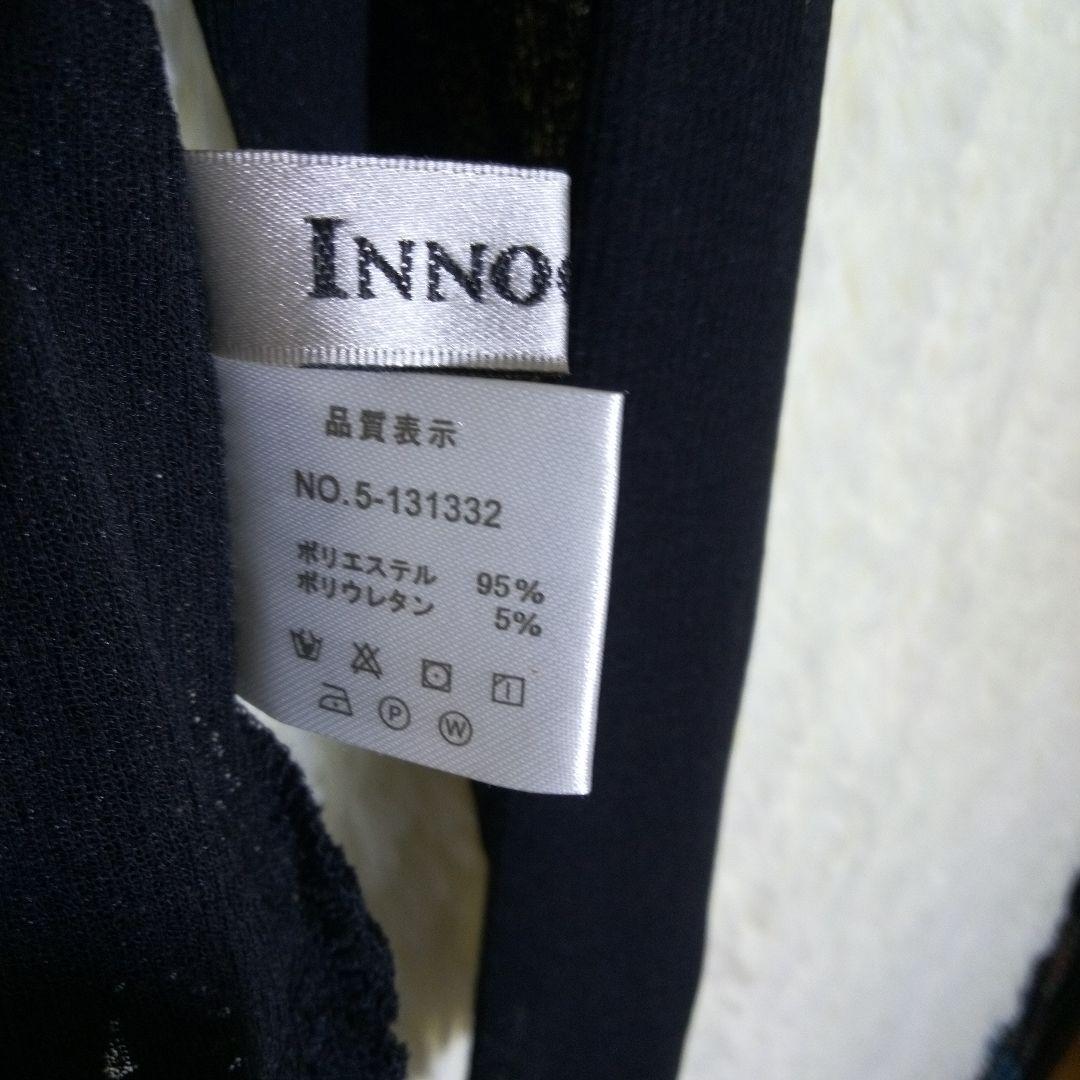 INNO
品質表示
NO.5-131332
ポリエステル 95%
ポリウレタン 5%
P W